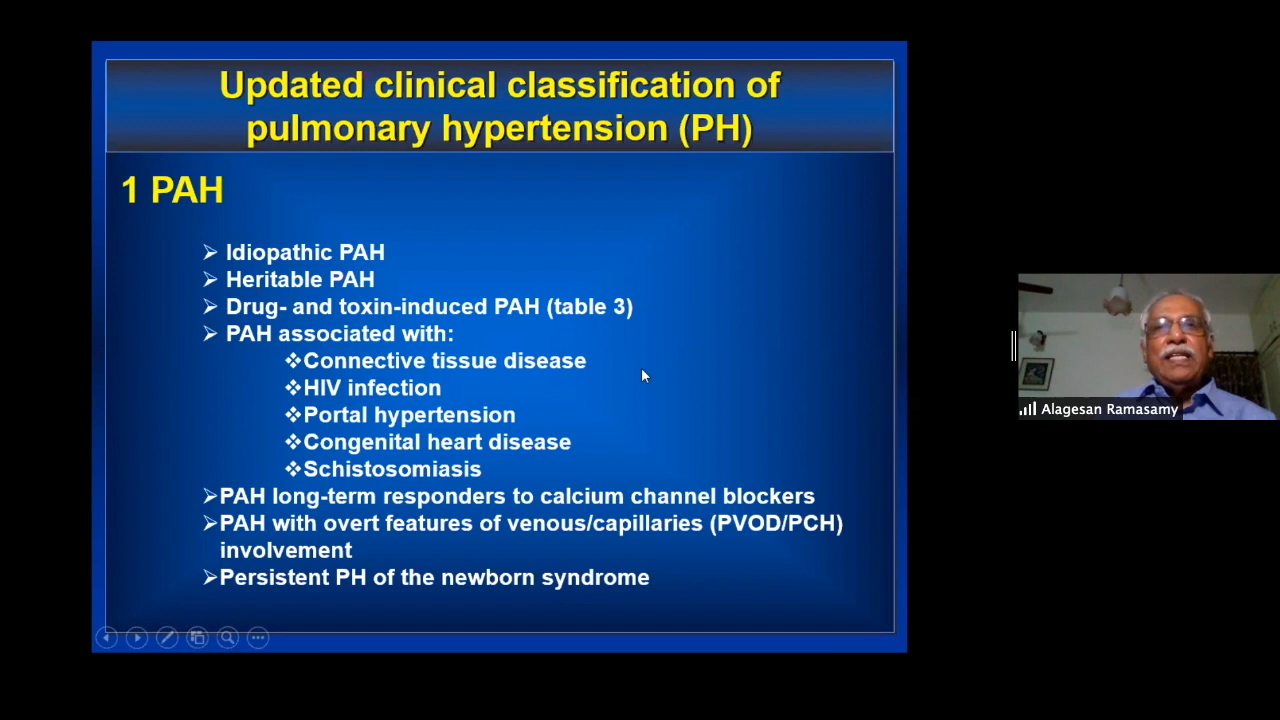 Updated clinical classification of
pulmonary hypertension (PH)
1 PAH
➢ Idiopathic PAH
➢ Heritable PAH
➢ Drug- and toxin-induced PAH (table 3)
➢ PAH associated with:
❖Connective tissue disease
❖HIV infection
❖Portal hypertension
❖Congenital heart disease
❖Schistosomiasis
➢PAH long-term responders to calcium channel blockers
➢PAH with overt features of venous/capillaries (PVOD/PCH)
involvement
➢Persistent PH of the newborn syndrome
Alagesan Ramasamy